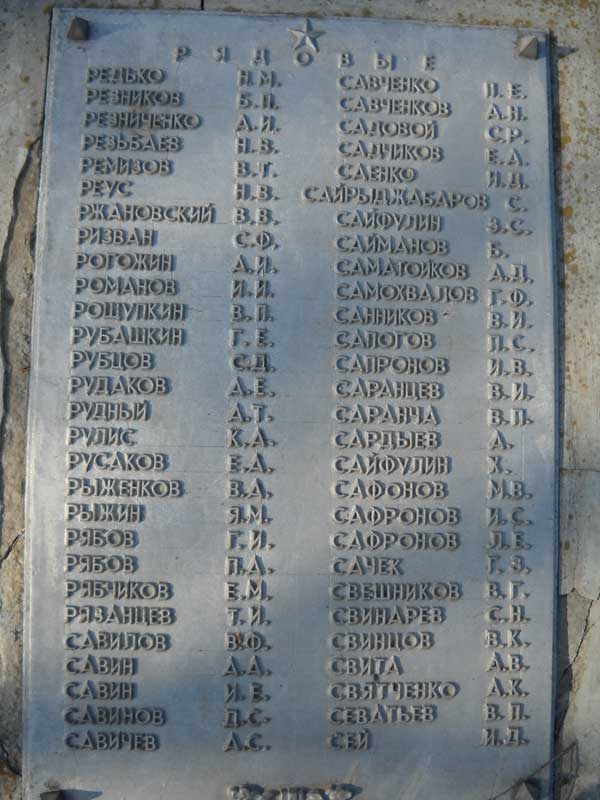 РЯДОВЫЕ
РЕДЬКО Н.М.
РЕЗНИКОВ Б.П.
РЕЗНИЧЕНКО А.И.
РЕЗЬБАЕВ Н.В.
РЕМИЗОВ В.Т.
РЕУС Н.В.
РЖАНОВСКИЙ В.В.
РИЗВАН С.Ф.
РОГОЖИН А.И.
РОМАНОВ И.И.
РОЩУПКИН В.П.
РУБАШКИН Г.Е.
РУБЦОВ С.Д.
РУДАКОВ А.Е.
РУДНЫЙ А.Т.
РУЛИС К.А.
РУСАКОВ Е.А.
РЫЖЕНКОВ В.А.
РЫЖИН Я.М.
РЯБОВ Г.И.
РЯБОВ П.А.
РЯБЧИКОВ Е.М.
РЯЗАНЦЕВ Т.И.
САВИЛОВ В.Ф.
САВИН А.А.
САВИН И.Е.
САВИНОВ Д.С.
САВИЧЕВ А.С.
САВЧЕНКО П.Е.
САВЧЕНКОВ А.Н.
САДОВОЙ С.Р.
САДЧИКОВ Е.А.
САЕНКО И.Д.
САЙРЫДЖАБАРОВ С.
САЙФУЛИН З.С.
САЙМАНОВ Б.
САМАТОЙКОВ А.Д.
САМОХВАЛОВ Г.Ф.
САННИКОВ В.И.
САПОГОВ П.С.
САПРОНОВ И.В.
САРАНЦЕВ В.И.
САРАНЧА В.П.
САРДЫЕВ А.
САЙФУЛИН Х.
САФОНОВ М.В.
САФРОНОВ И.С.
САФРОНОВ Л.Е.
САЧЕК Г.З.
СВЕШНИКОВ В.Г.
СВИНАРЕВ С.Н.
СВИНЦОВ В.К.
СВИТА А.В.
СВЯТЧЕНКО А.К.
СЕВАТЬЕВ В.П.
СЕЙ И.Д.